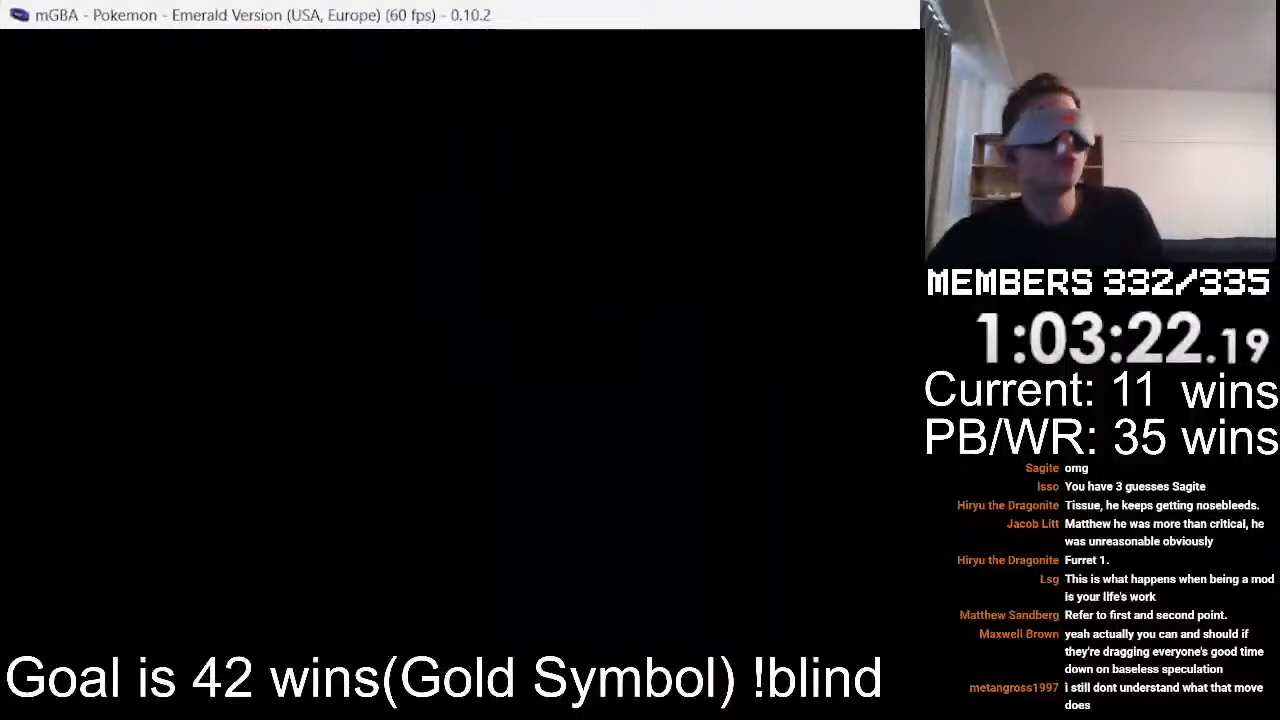 mGBA - Pokemon - Emerald Version (USA, Europe) (60 fps) - 0.10.2
MEMBERS 332/335
1:03:22.19
Current: 11 wins
PB/WR: 35 wins
Sagite omg
Isso You have 3 guesses Sagite
Hiryu the Dragonite Tissue, he keeps getting nosebleeds.
Jacob Litt Matthew he was more than critical, he
was unreasonable obviously
Hiryu the Dragonite Furret 1.
Lsg This is what happens when being a mod
is your life's work
Matthew Sandberg Refer to first and second point.
Maxwell Brown yeah actually you can and should if
they're dragging everyone's good time
down on baseless speculation
metangross1997 i still dont understand what that move
does
Goal is 42 wins(Gold Symbol) !blind